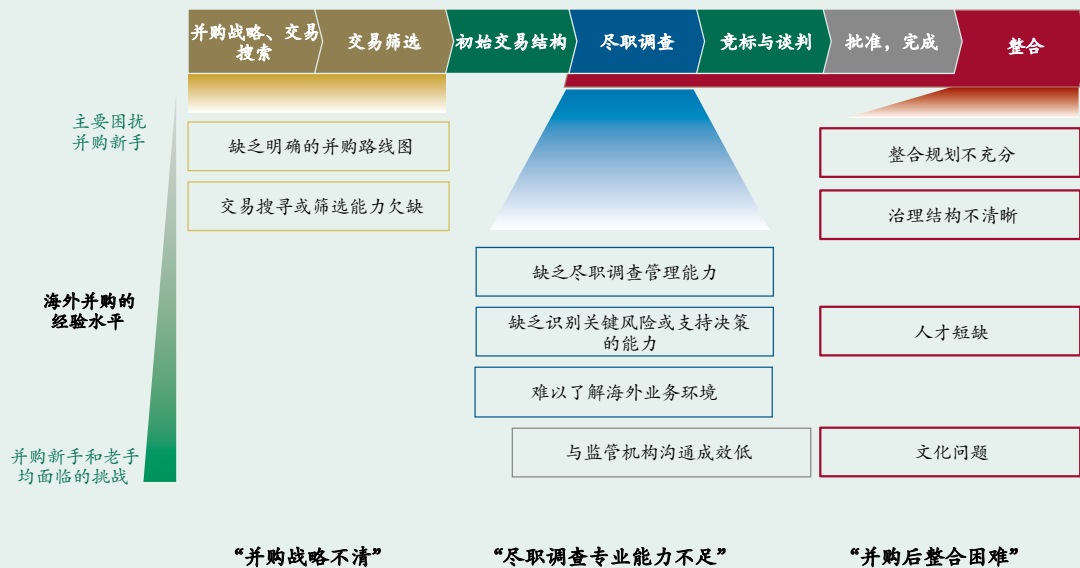 并购战略、交易
搜索
交易筛选
初始交易结构
尽职调查
竞标与谈判
批准，完成
整合
主要困扰
并购新手
缺乏明确的并购路线图
整合规划不充分
交易搜寻或筛选能力欠缺
治理结构不清晰
缺乏尽职调查管理能力
海外并购的
经验水平
缺乏识别关键风险或支持决策
的能力
人才短缺
难以了解海外业务环境
并购新手和老手
均面临的挑战
与监管机构沟通成效低
文化问题
“并购战略不清”
“尽职调查专业能力不足”
“并购后整合困难”